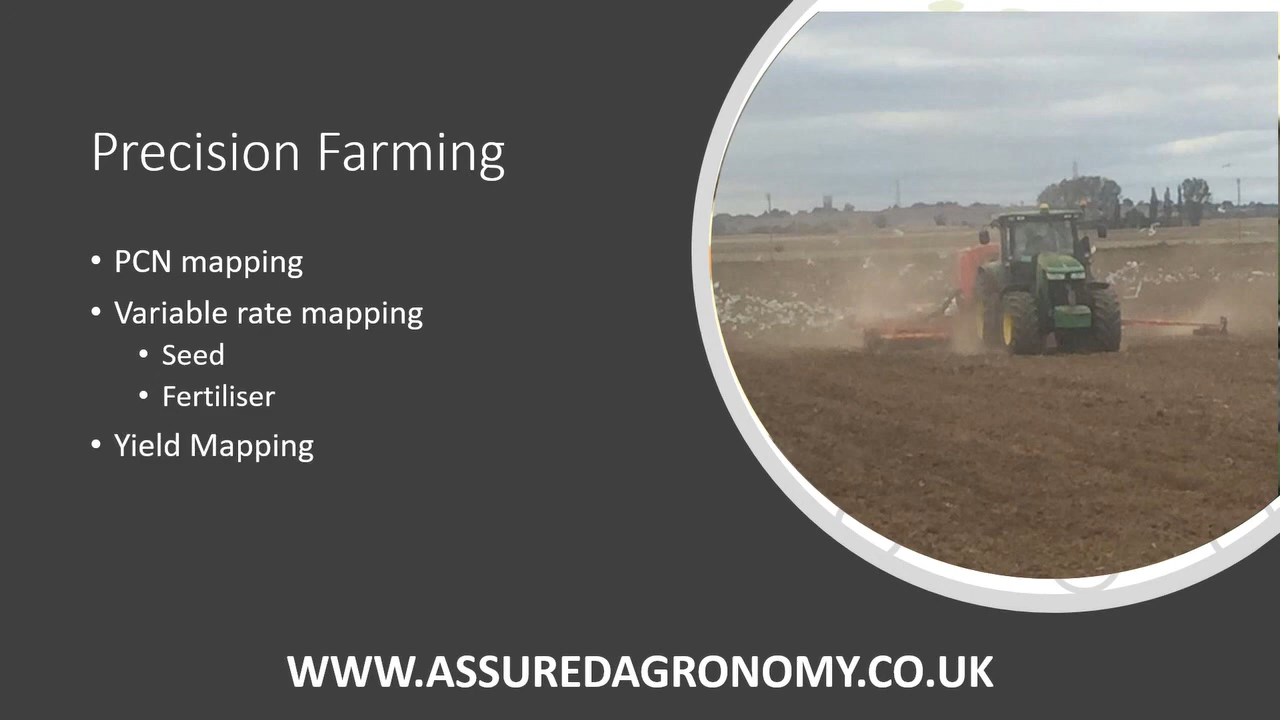 Precision Farming
• PCN mapping
• Variable rate mapping
• Seed
• Fertiliser
• Yield Mapping
WWW.ASSUREDAGRONOMY.CO.UK